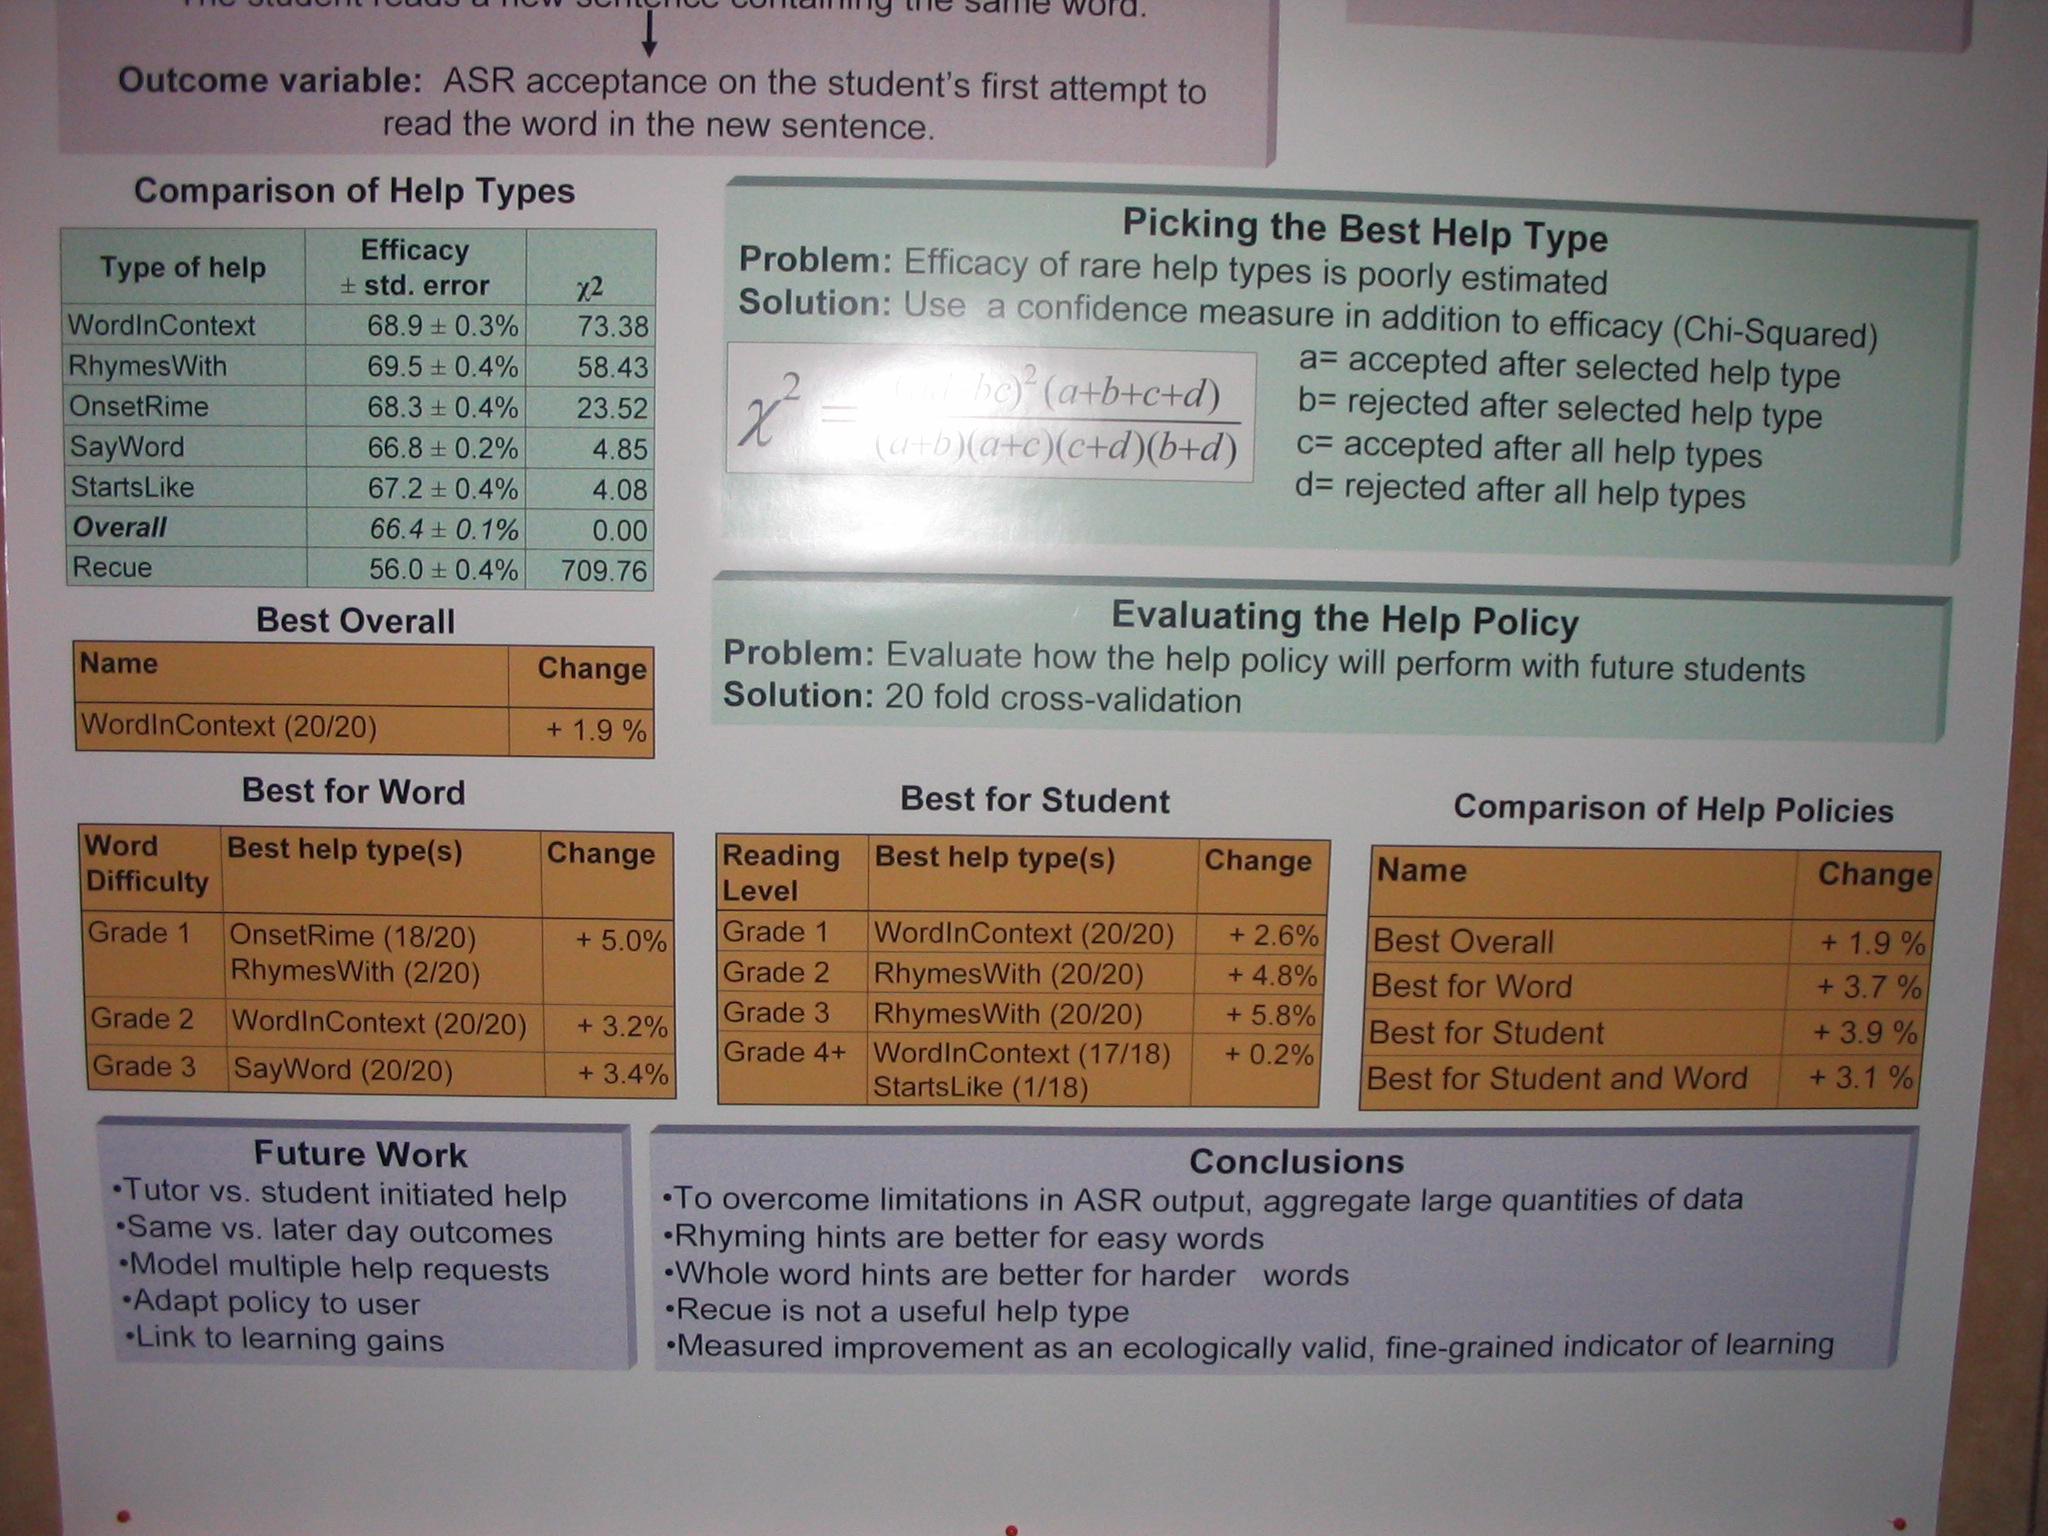 The student reads a new sentence containing the same word.
Outcome variable: ASR acceptance on the student's first attempt to
read the word in the new sentence.
Comparison of Help Types
Type of help Efficacy ± std. error χ2
WordInContext 68.9 ± 0.3% 73.38
RhymesWith 69.5 ± 0.4% 58.43
OnsetRime 68.3 ± 0.4% 23.52
SayWord 66.8 ± 0.2% 4.85
StartsLike 67.2 ± 0.4% 4.08
Overall 66.4 ± 0.1% 0.00
Recue 56.0 ± 0.4% 709.76
Picking the Best Help Type
Problem: Efficacy of rare help types is poorly estimated
Solution: Use a confidence measure in addition to efficacy (Chi-Squared)
χ² = bc)² (a+b+c+d)
(a+b)(a+c)(c+d)(b+d)
a= accepted after selected help type
b= rejected after selected help type
c= accepted after all help types
d= rejected after all help types
Best Overall
Name Change
WordInContext (20/20) + 1.9 %
Evaluating the Help Policy
Problem: Evaluate how the help policy will perform with future students
Solution: 20 fold cross-validation
Best for Word
Word Difficulty Best help type(s) Change
Grade 1 OnsetRime (18/20) + 5.0%
RhymesWith (2/20)
Grade 2 WordInContext (20/20) + 3.2%
Grade 3 SayWord (20/20) + 3.4%
Best for Student
Reading Level Best help type(s) Change
Grade 1 WordInContext (20/20) + 2.6%
Grade 2 RhymesWith (20/20) + 4.8%
Grade 3 RhymesWith (20/20) + 5.8%
Grade 4+ WordInContext (17/18) + 0.2%
StartsLike (1/18)
Comparison of Help Policies
Name Change
Best Overall + 1.9 %
Best for Word + 3.7 %
Best for Student + 3.9 %
Best for Student and Word + 3.1 %
Future Work
•Tutor vs. student initiated help
•Same vs. later day outcomes
•Model multiple help requests
•Adapt policy to user
•Link to learning gains
Conclusions
•To overcome limitations in ASR output, aggregate large quantities of data
•Rhyming hints are better for easy words
•Whole word hints are better for harder words
•Recue is not a useful help type
•Measured improvement as an ecologically valid, fine-grained indicator of learning